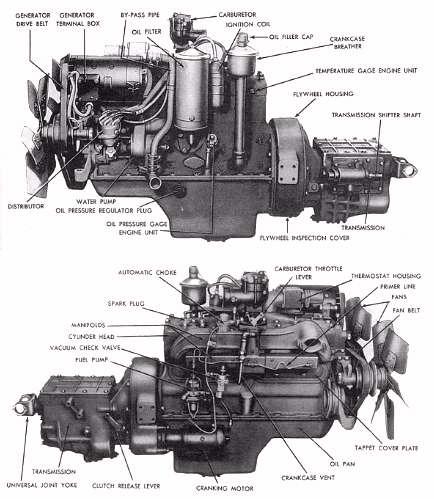 GENERATOR
DRIVE BELT
GENERATOR
TERMINAL BOX
BY-PASS PIPE
OIL FILTER
CARBURETOR
IGNITION COIL
OIL FILLER CAP
CRANKCASE
BREATHER
TEMPERATURE GAGE ENGINE UNIT
FLYWHEEL HOUSING
TRANSMISSION SHIFTER SHAFT
DISTRIBUTOR
WATER PUMP
OIL PRESSURE REGULATOR PLUG
OIL PRESSURE GAGE
ENGINE UNIT
FLYWHEEL INSPECTION COVER
TRANSMISSION
AUTOMATIC CHOKE
CARBURETOR THROTTLE
LEVER
THERMOSTAT HOUSING
PRIMER LINE
FANS
FAN BELT
SPARK PLUG
MANIFOLDS
CYLINDER HEAD
VACUUM CHECK VALVE
FUEL PUMP
TAPPET COVER PLATE
OIL PAN
CRANKCASE VENT
CRANKING MOTOR
CLUTCH RELEASE LEVER
TRANSMISSION
UNIVERSAL JOINT YOKE